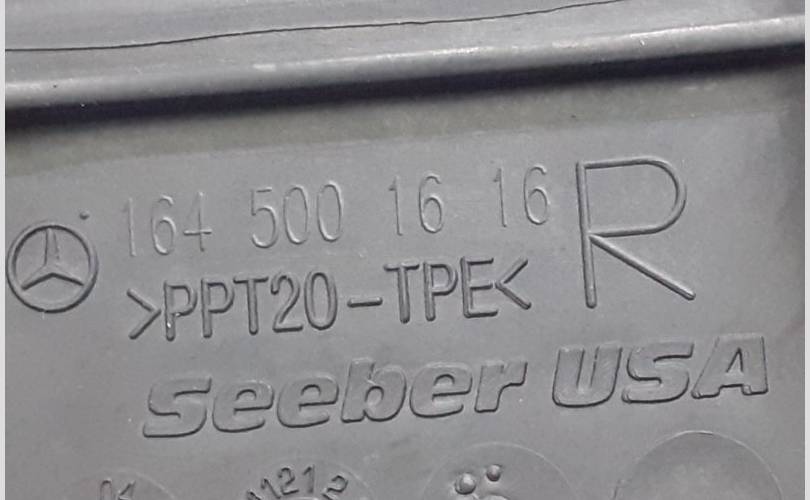 164 500 16 16 R
>PPT20-TPE<
Seeber USA